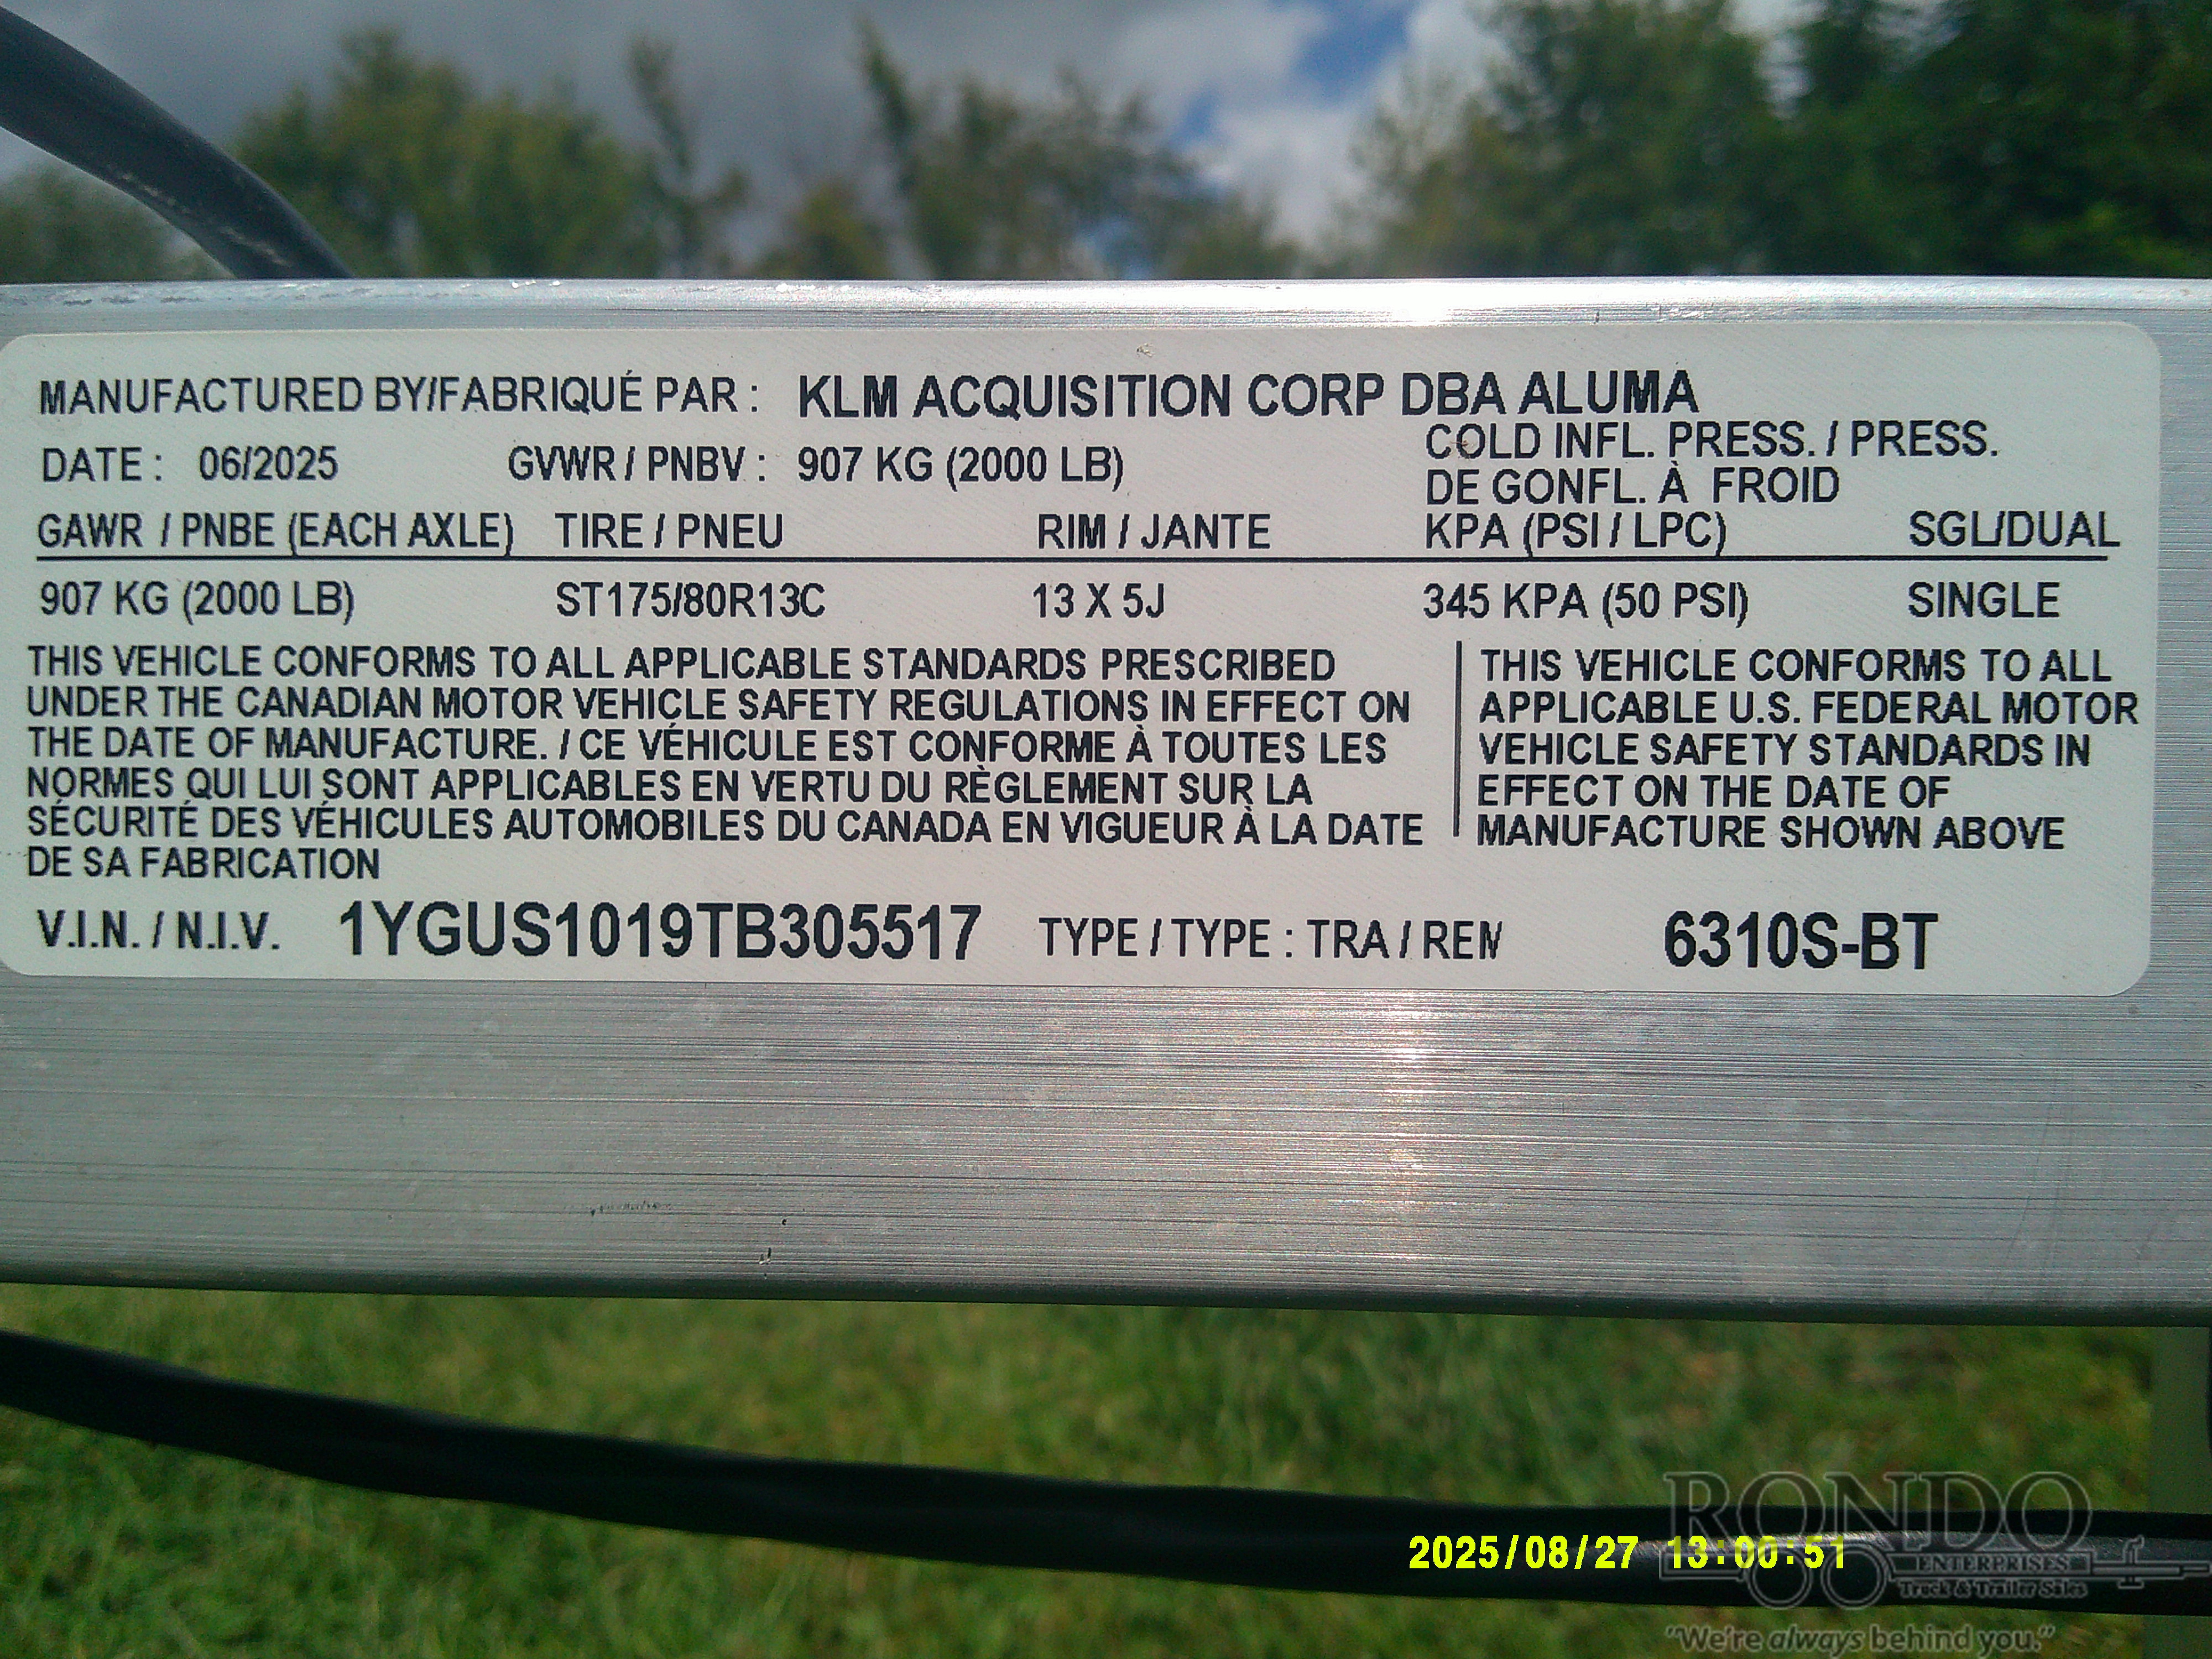 MANUFACTURED BY/FABRIQUÉ PAR : KLM ACQUISITION CORP DBA ALUMA
DATE : 06/2025 GVWR / PNBV : 907 KG (2000 LB)
COLD INFL. PRESS. / PRESS.
DE GONFL. À FROID
GAWR / PNBE (EACH AXLE) TIRE / PNEU RIM / JANTE KPA (PSI / LPC) SGL/DUAL
907 KG (2000 LB) ST175/80R13C 13 X 5J 345 KPA (50 PSI) SINGLE
THIS VEHICLE CONFORMS TO ALL APPLICABLE STANDARDS PRESCRIBED
UNDER THE CANADIAN MOTOR VEHICLE SAFETY REGULATIONS IN EFFECT ON
THE DATE OF MANUFACTURE. / CE VÉHICULE EST CONFORME À TOUTES LES
NORMES QUI LUI SONT APPLICABLES EN VERTU DU RÈGLEMENT SUR LA
SÉCURITÉ DES VÉHICULES AUTOMOBILES DU CANADA EN VIGUEUR À LA DATE
DE SA FABRICATION
THIS VEHICLE CONFORMS TO ALL
APPLICABLE U.S. FEDERAL MOTOR
VEHICLE SAFETY STANDARDS IN
EFFECT ON THE DATE OF
MANUFACTURE SHOWN ABOVE
V.I.N. / N.I.V. 1YGUS1019TB305517 TYPE / TYPE : TRA / REM 6310S-BT
2025/08/27 13:00:51
RONDO
ENTERPRISES
Truck & Trailer Sales
"We're always behind you."